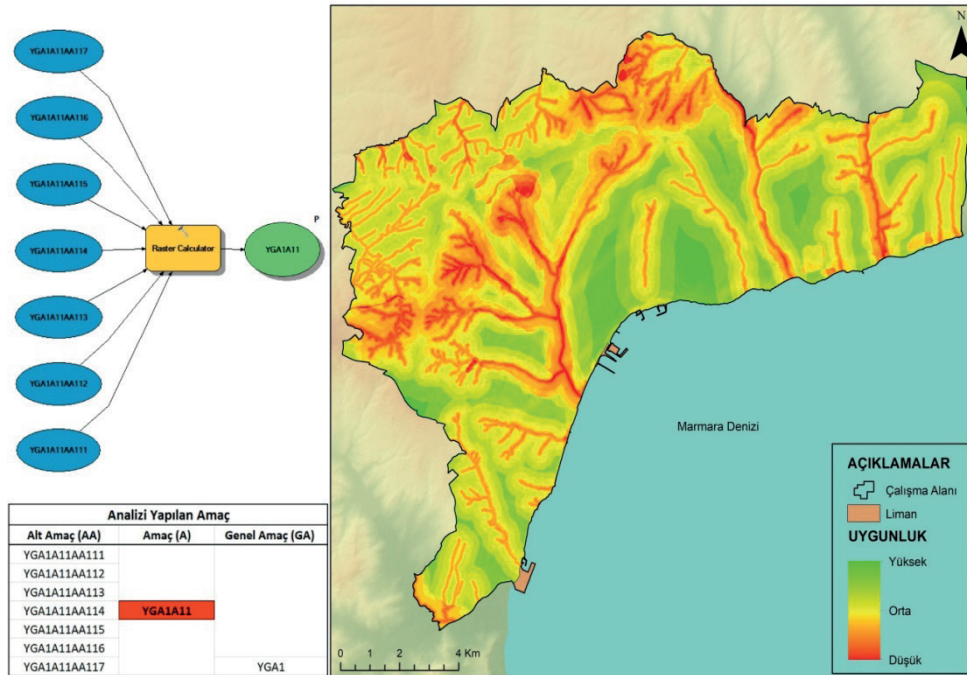 YGA1A11AA117
YGA1A11AA116
YGA1A11AA115
YGA1A11AA114
YGA1A11AA113
YGA1A11AA112
YGA1A11AA111
Raster Calculator
P
YGA1A11
Analizi Yapılan Amaç
Alt Amaç (AA) Amaç (A) Genel Amaç (GA)
YGA1A11AA111
YGA1A11AA112
YGA1A11AA113
YGA1A11AA114 YGA1A11
YGA1A11AA115
YGA1A11AA116
YGA1A11AA117 YGA1
N
Marmara Denizi
0 1 2 4 Km
AÇIKLAMALAR
Çalışma Alanı
Liman
UYGUNLUK
Yüksek
Orta
Düşük